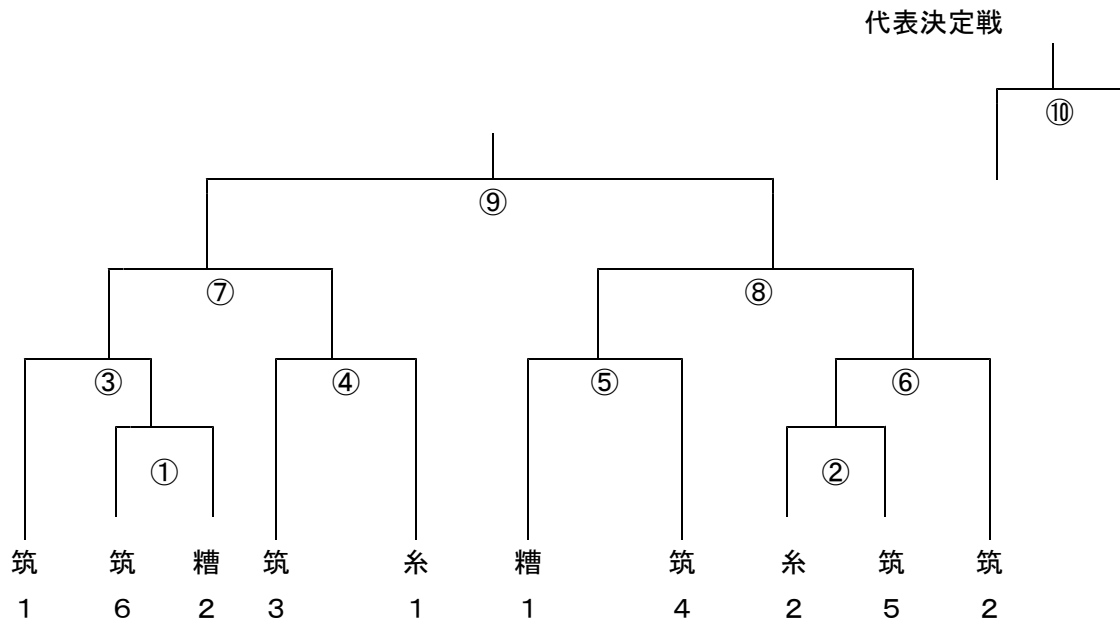 代表決定戦
⑩
⑨
⑦ ⑧
③ ④ ⑤ ⑥
① ②
筑 筑 糟 筑 糸 糟 筑 糸 筑 筑
1 6 2 3 1 1 4 2 5 2